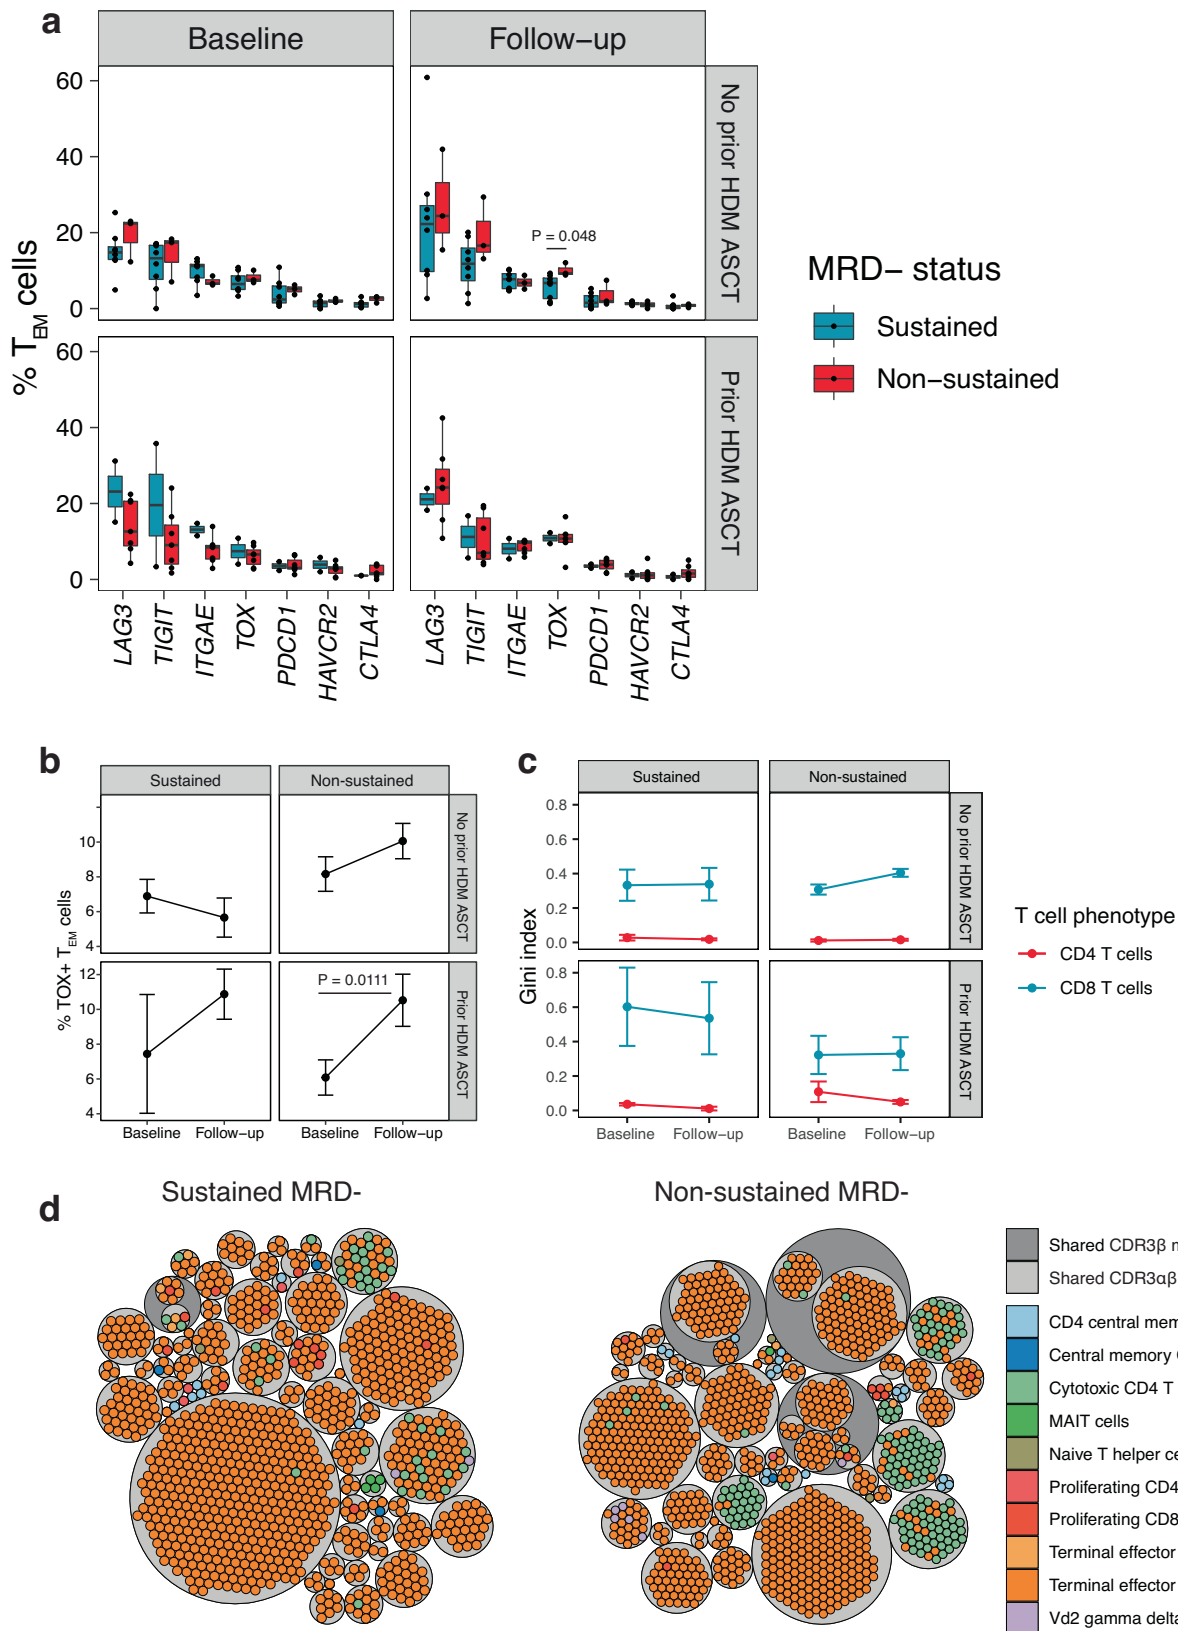 a
Baseline
Follow−up
% TEM cells
60
40
20
0
60
40
20
0
P = 0.048
No prior HDM ASCT
Prior HDM ASCT
MRD− status
Sustained
Non−sustained
LAG3
TIGIT
ITGAE
TOX
PDCD1
HAVCR2
CTLA4
LAG3
TIGIT
ITGAE
TOX
PDCD1
HAVCR2
CTLA4
b
Sustained
Non-sustained
% TOX+ TEM cells
10
8
6
4
12
10
8
6
4
P = 0.0111
No prior HDM ASCT
Prior HDM ASCT
Baseline
Follow−up
Baseline
Follow−up
c
Sustained
Non-sustained
Gini index
0.8
0.6
0.4
0.2
0.0
0.8
0.6
0.4
0.2
0.0
No prior HDM ASCT
Prior HDM ASCT
Baseline
Follow−up
Baseline
Follow−up
T cell phenotype
CD4 T cells
CD8 T cells
d
Sustained MRD-
Non-sustained MRD-
Shared CDR3β m
Shared CDR3αβ
CD4 central mem
Central memory
Cytotoxic CD4 T
MAIT cells
Naive T helper ce
Proliferating CD4
Proliferating CD8
Terminal effector
Terminal effector
Vd2 gamma delta